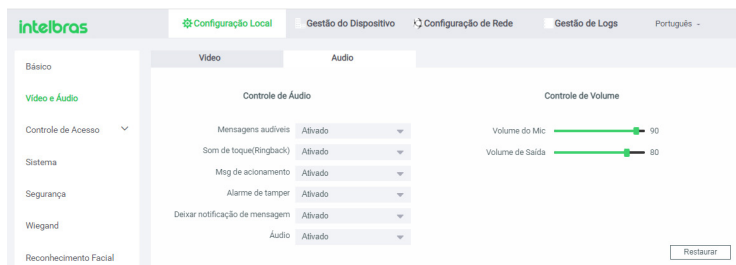 intelbras
Configuração Local
Gestão do Dispositivo
Configuração de Rede
Gestão de Logs
Português
Básico
Vídeo e Áudio
Controle de Acesso
Sistema
Segurança
Wiegand
Reconhecimento Facial
Video
Audio
Controle de Áudio
Mensagens audíveis Ativado
Som de toque(Ringback) Ativado
Msg de acionamento Ativado
Alarme de tamper Ativado
Deixar notificação de mensagem Ativado
Áudio Ativado
Controle de Volume
Volume do Mic 90
Volume de Saída 80
Restaurar